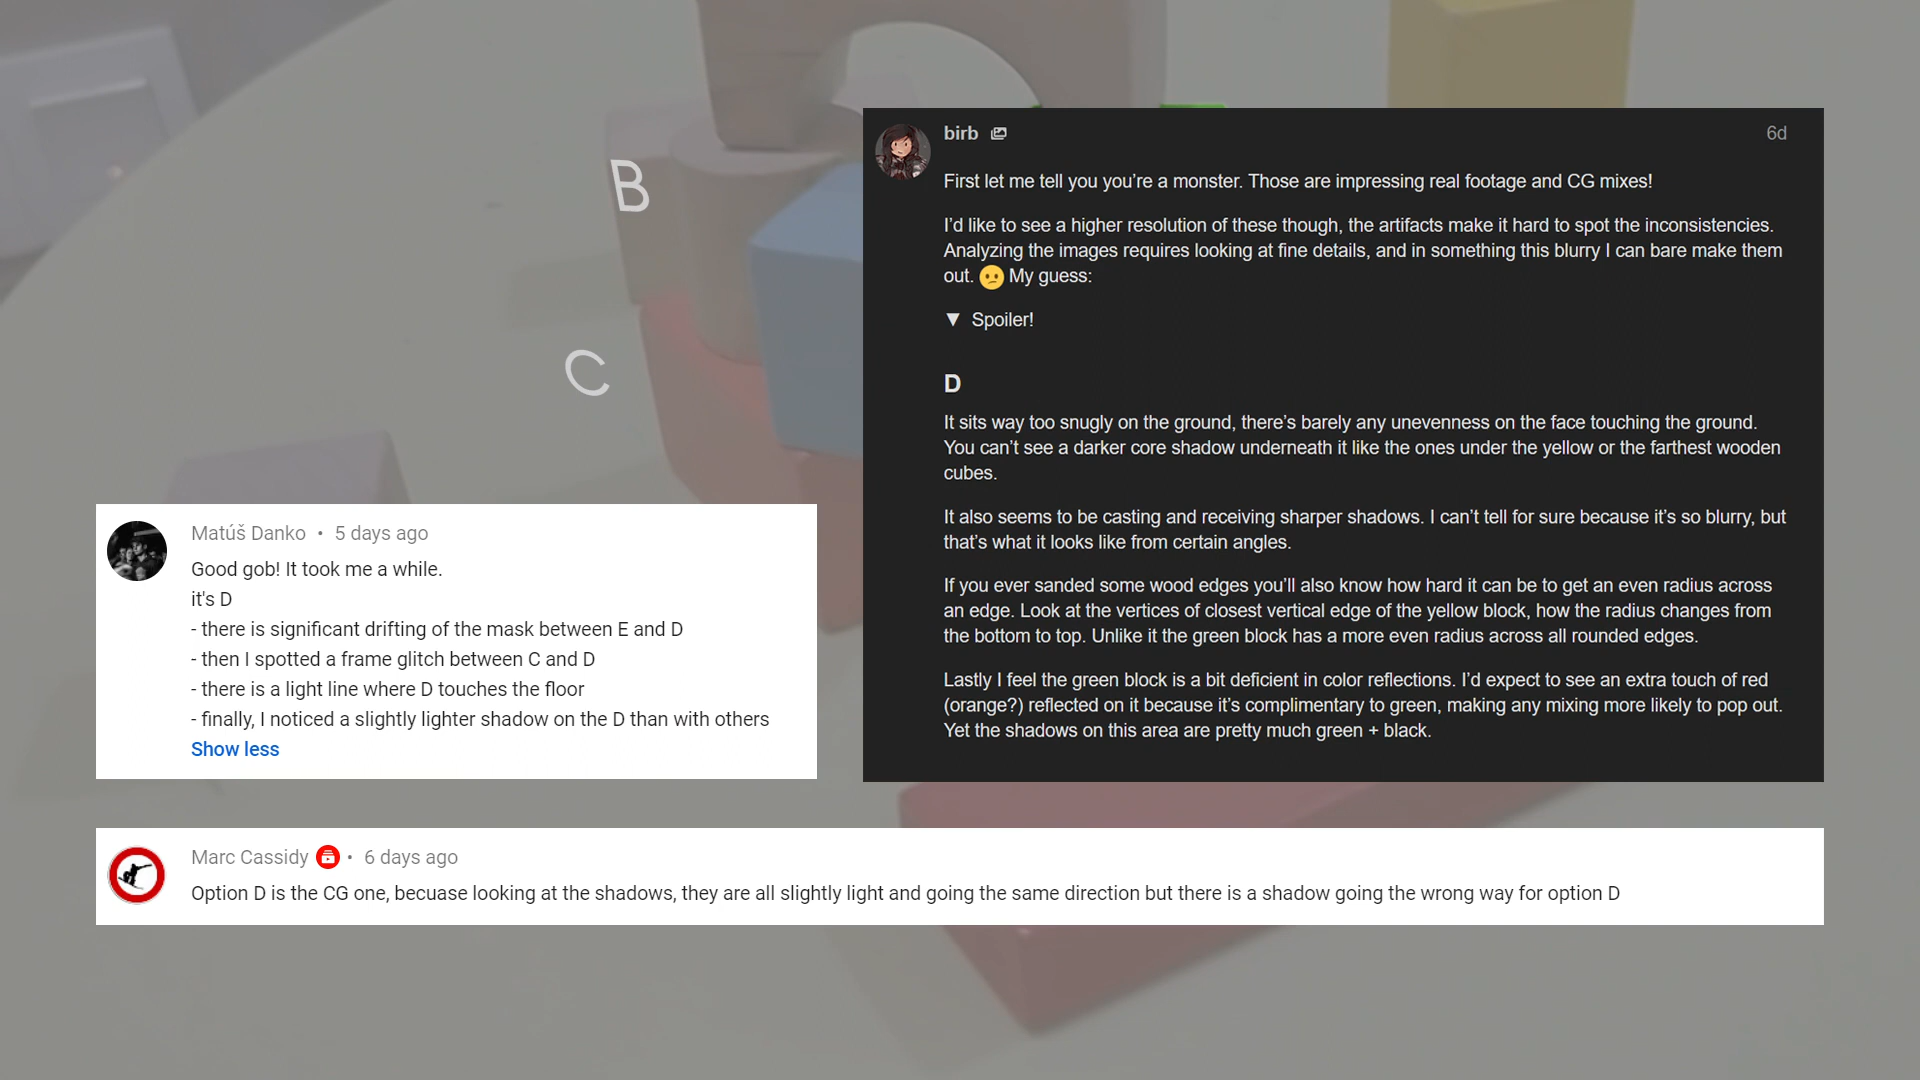 B
C
birb 6d
First let me tell you you're a monster. Those are impressing real footage and CG mixes!
I'd like to see a higher resolution of these though, the artifacts make it hard to spot the inconsistencies.
Analyzing the images requires looking at fine details, and in something this blurry I can bare make them
out. 😕 My guess:
▼ Spoiler!
D
It sits way too snugly on the ground, there's barely any unevenness on the face touching the ground.
You can't see a darker core shadow underneath it like the ones under the yellow or the farthest wooden
cubes.
It also seems to be casting and receiving sharper shadows. I can't tell for sure because it's so blurry, but
that's what it looks like from certain angles.
If you ever sanded some wood edges you'll also know how hard it can be to get an even radius across
an edge. Look at the vertices of closest vertical edge of the yellow block, how the radius changes from
the bottom to top. Unlike it the green block has a more even radius across all rounded edges.
Lastly I feel the green block is a bit deficient in color reflections. I'd expect to see an extra touch of red
(orange?) reflected on it because it's complimentary to green, making any mixing more likely to pop out.
Yet the shadows on this area are pretty much green + black.
Matúš Danko • 5 days ago
Good gob! It took me a while.
it's D
- there is significant drifting of the mask between E and D
- then I spotted a frame glitch between C and D
- there is a light line where D touches the floor
- finally, I noticed a slightly lighter shadow on the D than with others
Show less
Marc Cassidy • 6 days ago
Option D is the CG one, becuase looking at the shadows, they are all slightly light and going the same direction but there is a shadow going the wrong way for option D